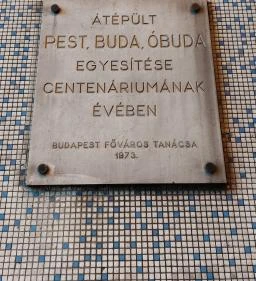 ÁTÉPÜLT
PEST, BUDA, ÓBUDA
EGYESÍTÉSE
CENTENÁRIUMÁNAK
ÉVÉBEN
BUDAPEST FŐVÁROS TANÁCSA
1973.